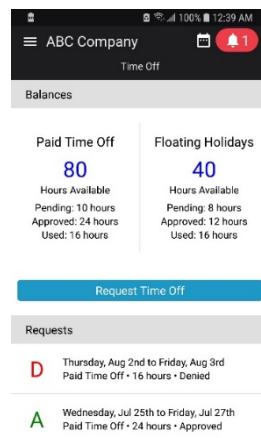 100% 12:39 AM
ABC Company
1
Time Off
Balances
Paid Time Off
80
Hours Available
Pending: 10 hours
Approved: 24 hours
Used: 16 hours
Floating Holidays
40
Hours Available
Pending: 8 hours
Approved: 12 hours
Used: 16 hours
Request Time Off
Requests
D
Thursday, Aug 2nd to Friday, Aug 3rd
Paid Time Off • 16 hours • Denied
A
Wednesday, Jul 25th to Friday, Jul 27th
Paid Time Off • 24 hours • Approved